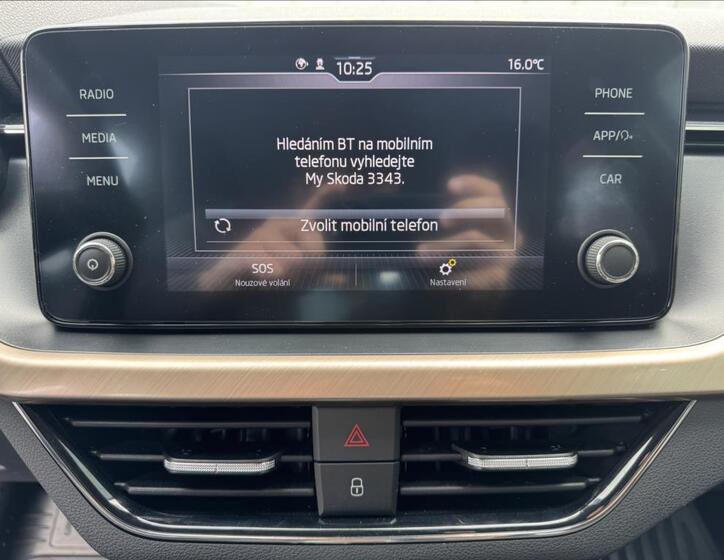 10:25
16.0°C
RADIO
MEDIA
MENU
Hledáním BT na mobilním
telefonu vyhledejte
My Skoda 3343.
Zvolit mobilní telefon
SOS
Nouzové volání
Nastavení
PHONE
APP/
CAR